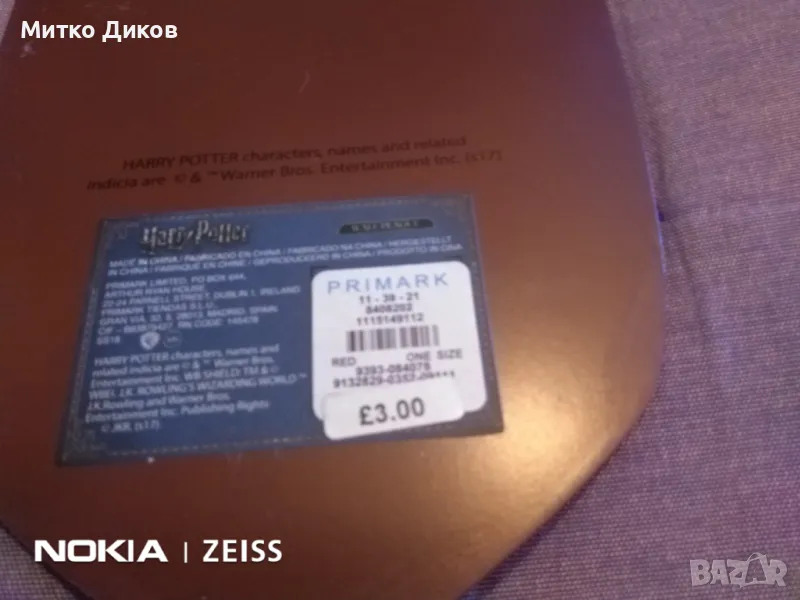 Митко Диков
HARRY POTTER characters, names and related
indicia are © & ™ Warner Bros. Entertainment Inc. (s17)
Harry Potter
MADE IN CHINA / FABRICADO EN CHINA / FABRICADO NA CHINA / HERGESTELLT
IN CHINA / FABRIQUÉ EN CHINE / GEPRODUCEERD IN CHINA / PRODOTTO IN CINA
PRIMARK LIMITED, PO BOX 644,
ARTHUR RYAN HOUSE
22-24 PARNELL STREET, DUBLIN 1, IRELAND
PRIMARK TIENDAS S.L.U.
GRAN VIA, 32, 5, 28013, MADRID, SPAIN
SS18
HARRY POTTER characters, names and
related indicia are © & ™ Warner Bros.
Entertainment Inc. WB SHIELD: TM & ©
WBEI. J.K. ROWLING'S WIZARDING WORLD™
J.K. Rowling and Warner Bros.
Entertainment Inc. Publishing Rights
© JKR. (s17)
PRIMARK
11 - 39 - 21
8408202
1115149112
RED ONE SIZE
9393-084079
£3.00
NOKIA | ZEISS
BAZAR